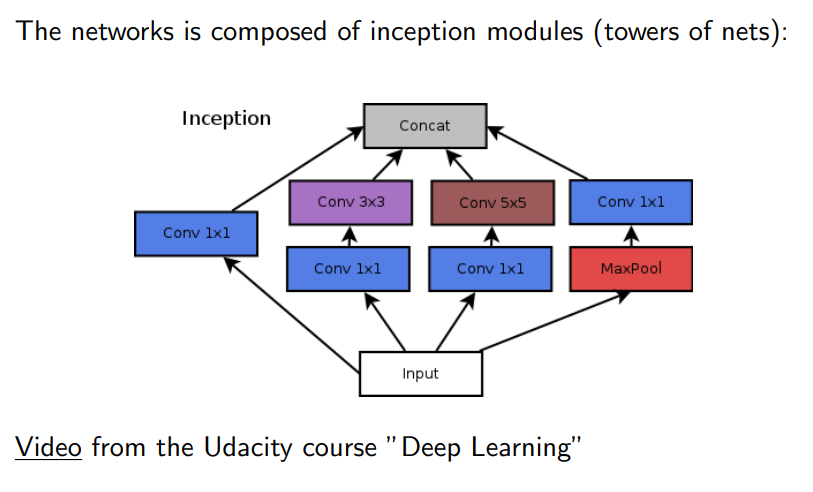 The networks is composed of inception modules (towers of nets):
Inception
Concat
Conv 3x3
Conv 5x5
Conv 1x1
Conv 1x1
Conv 1x1
Conv 1x1
MaxPool
Input
Video from the Udacity course "Deep Learning"